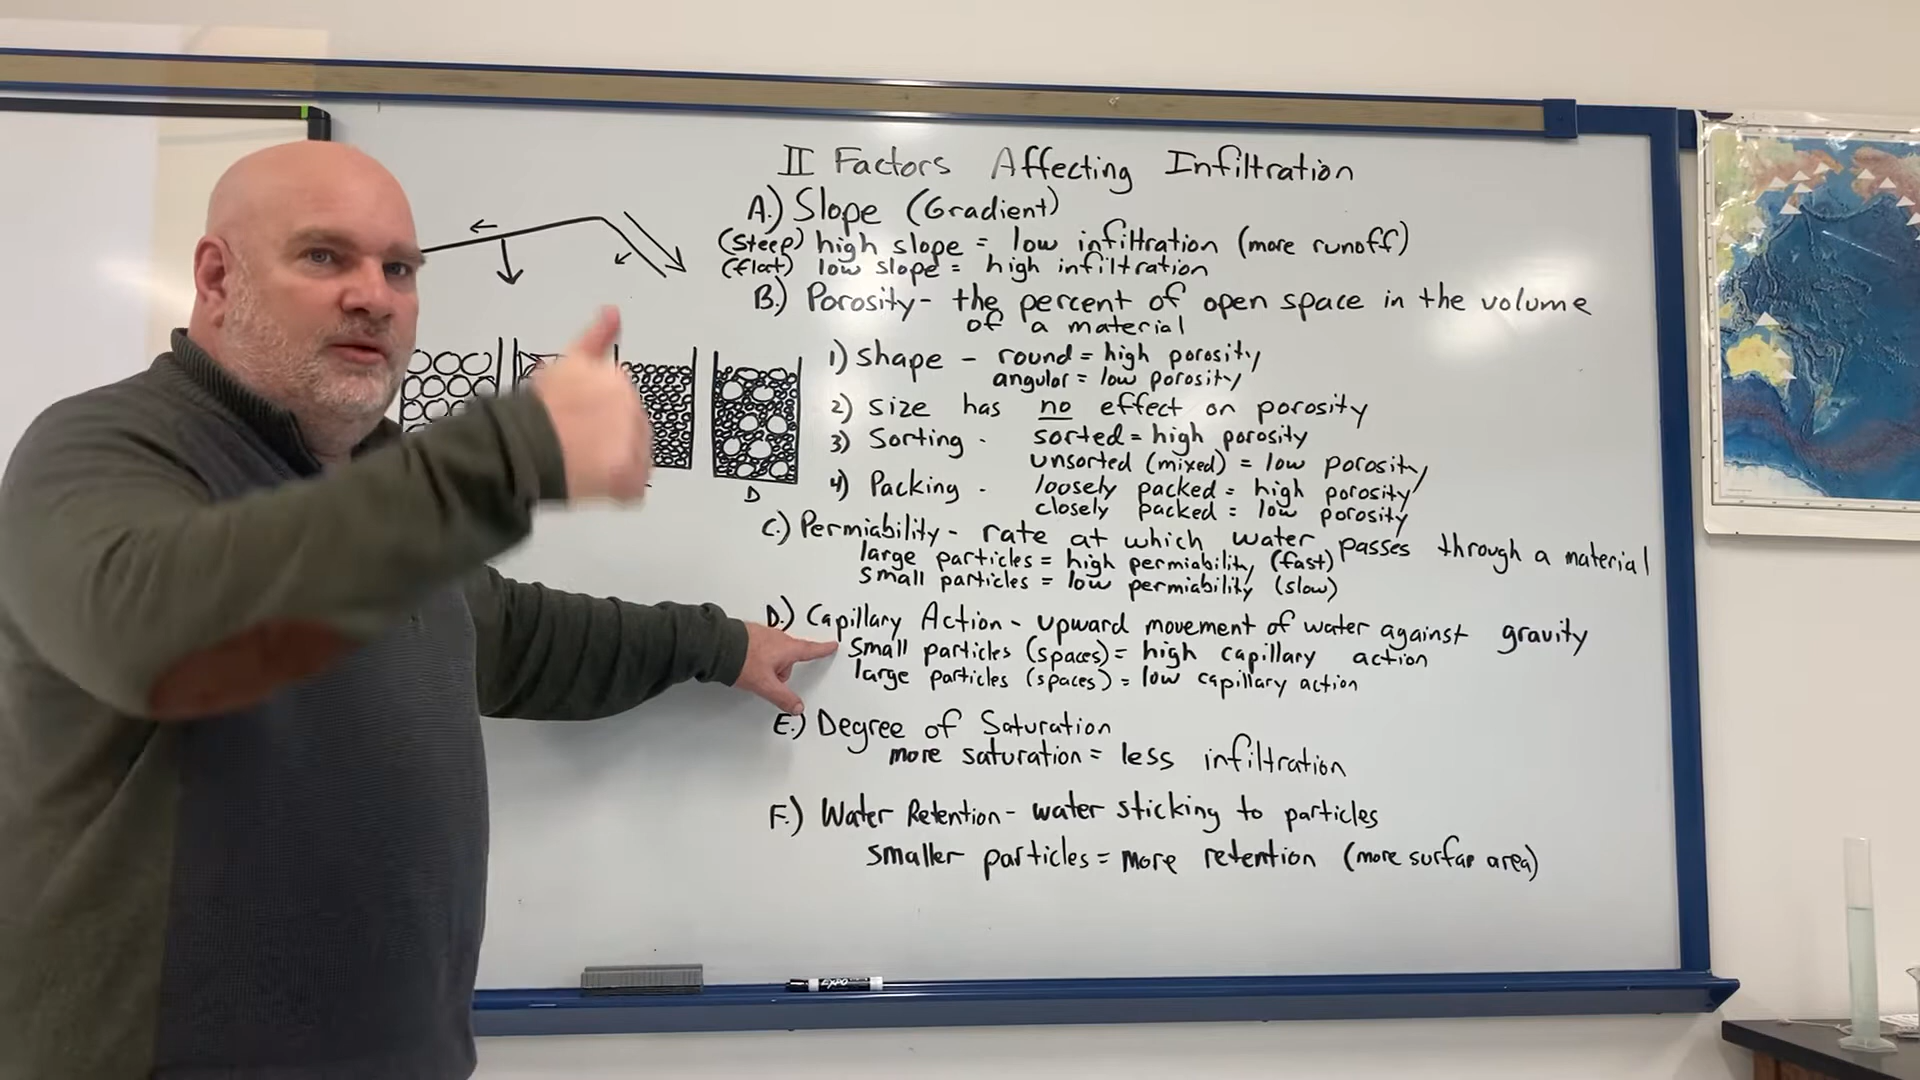 II Factors Affecting Infiltration
A.) Slope (Gradient)
(steep) high slope = low infiltration (more runoff)
(flat) low slope = high infiltration
B.) Porosity - the percent of open space in the volume
of a material
1) Shape - round = high porosity
angular = low porosity
2) Size has no effect on porosity
3) Sorting - sorted = high porosity
unsorted (mixed) = low porosity
4) Packing - loosely packed = high porosity
closely packed = low porosity
C.) Permiability - rate at which water passes through a material
large particles = high permiability (fast)
small particles = low permiability (slow)
D.) Capillary Action - upward movement of water against gravity
small particles (spaces) = high capillary action
large particles (spaces) = low capillary action
E.) Degree of Saturation
more saturation = less infiltration
F.) Water Retention - water sticking to particles
smaller particles = more retention (more surface area)
D
EXPO